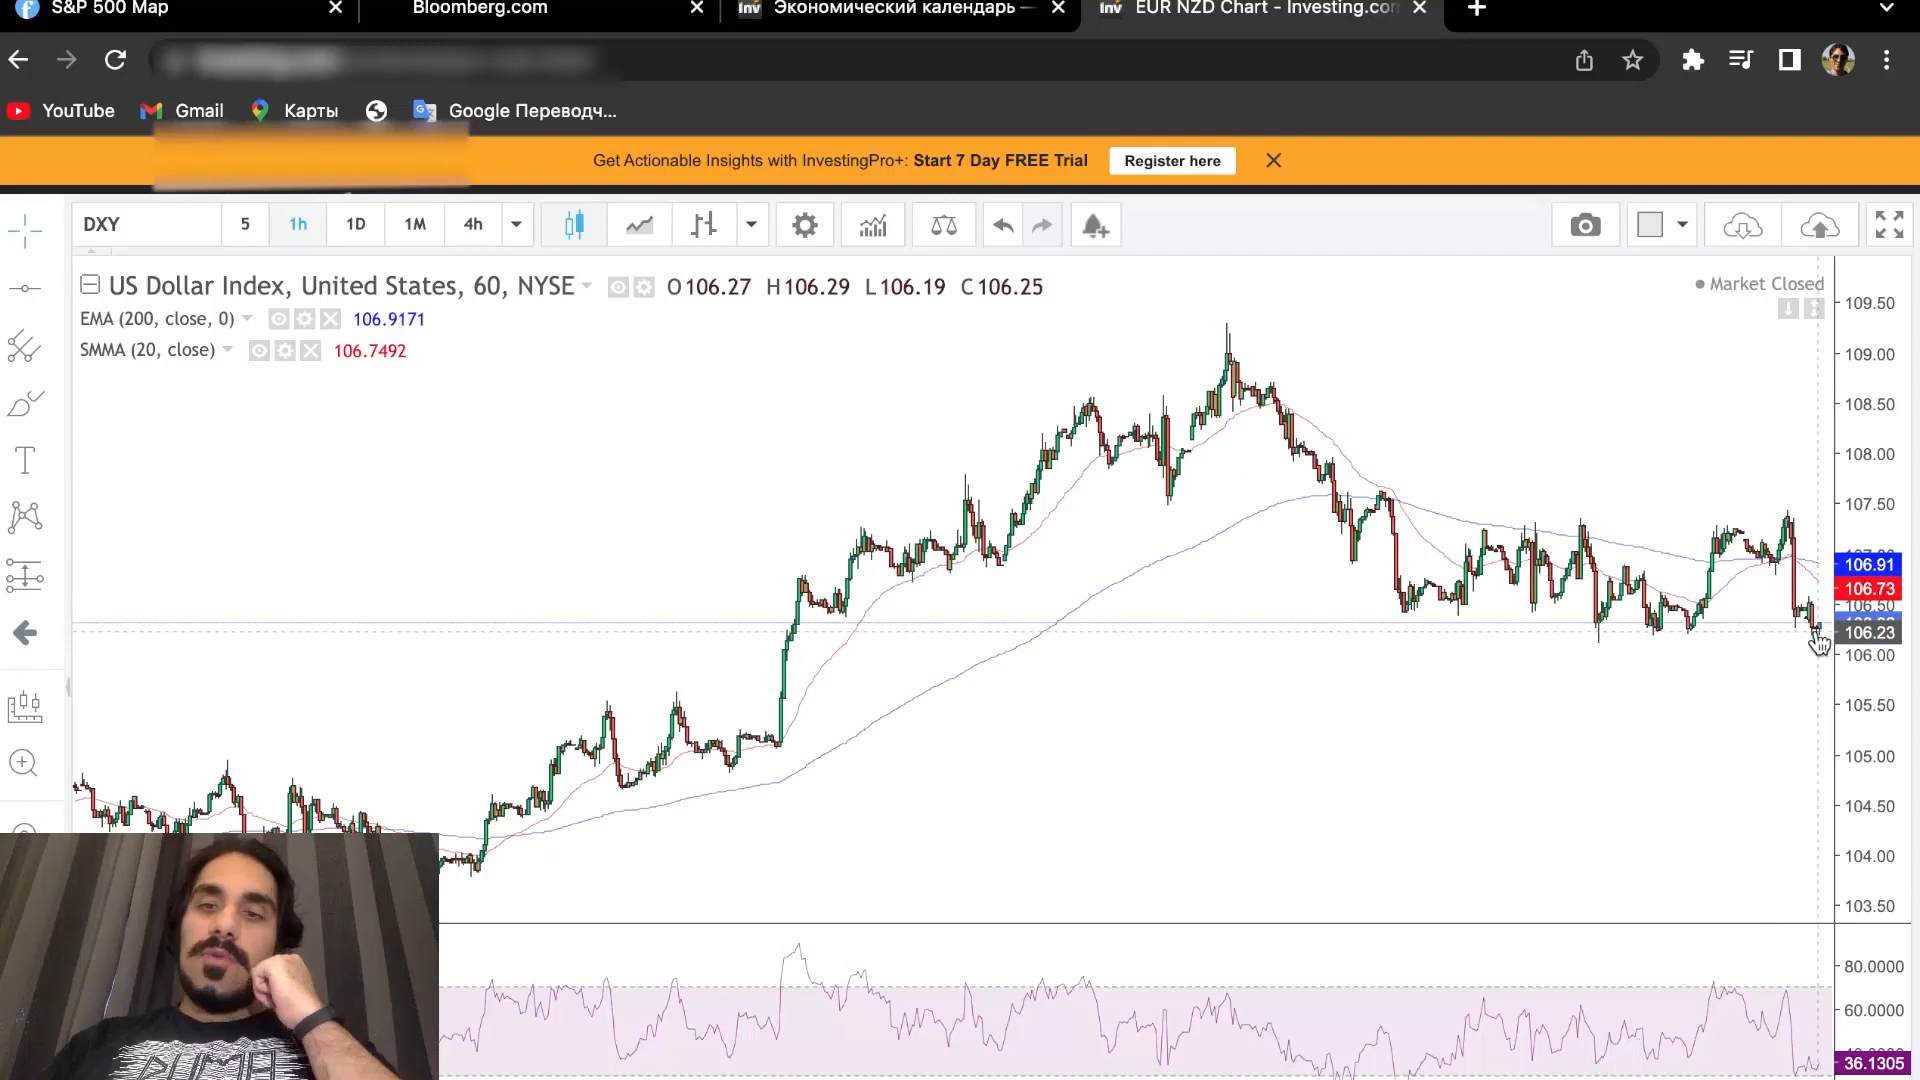 S&P 500 Map
Bloomberg.com
Экономический календарь —
EUR NZD Chart - Investing.com
YouTube
Gmail
Карты
Google Переводч...
Get Actionable Insights with InvestingPro+: Start 7 Day FREE Trial
Register here
DXY
5
1h
1D
1M
4h
US Dollar Index, United States, 60, NYSE
O 106.27 H 106.29 L 106.19 C 106.25
Market Closed
EMA (200, close, 0) 106.9171
SMMA (20, close) 106.7492
109.50
109.00
108.50
108.00
107.50
106.91
106.73
106.50
106.23
106.00
105.50
105.00
104.50
104.00
103.50
80.0000
60.0000
36.1305
PUMA